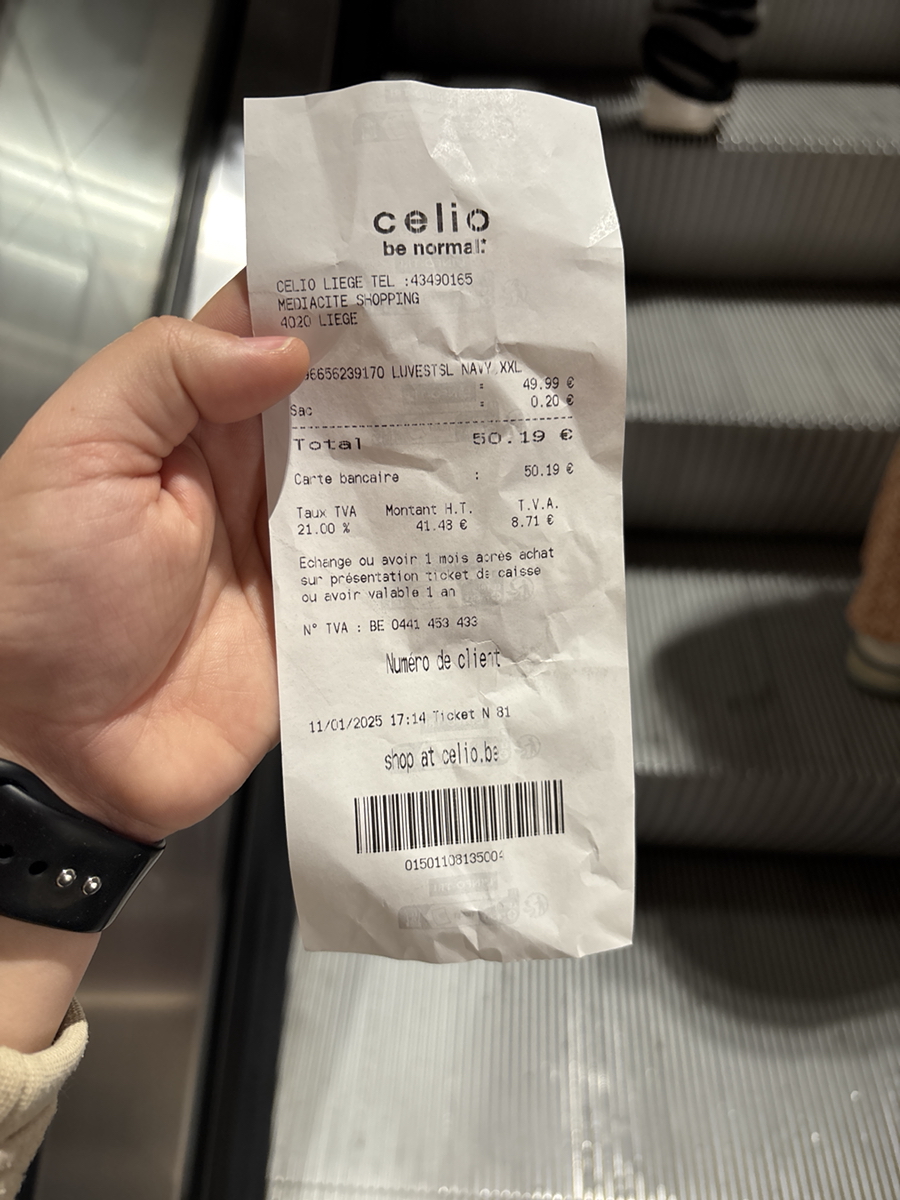 celio
be normal*
CELIO LIEGE TEL :43490165
MEDIACITE SHOPPING
4020 LIEGE
96656239170 LUVESTSL NAVY XXL
: 49.99 €
Sac : 0.20 €
Total 50.19 €
Carte bancaire : 50.19 €
Taux TVA Montant H.T. T.V.A.
21.00 % 41.48 € 8.71 €
Echange ou avoir 1 mois après achat
sur présentation ticket de caisse
ou avoir valable 1 an
N° TVA : BE 0441 453 433
Numéro de client
11/01/2025 17:14 Ticket N 81
shop at celio.be